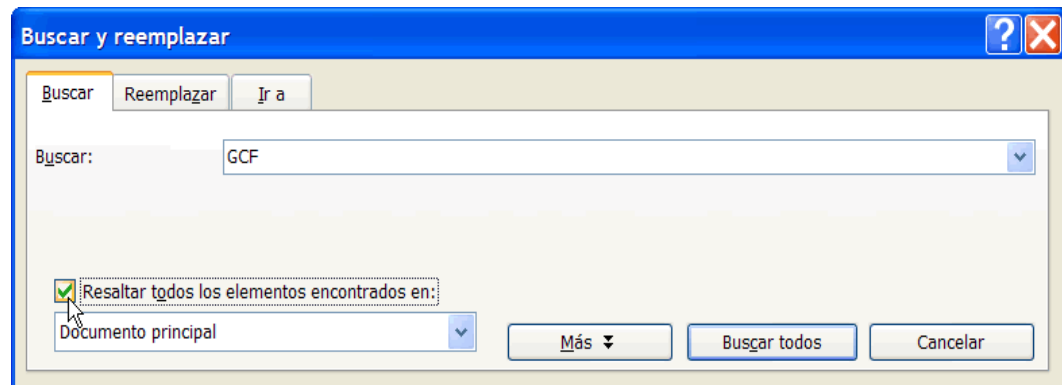 Buscar y reemplazar
Buscar Reemplazar Ir a
Buscar: GCF
Resaltar todos los elementos encontrados en:
Documento principal
Más Buscar todos Cancelar